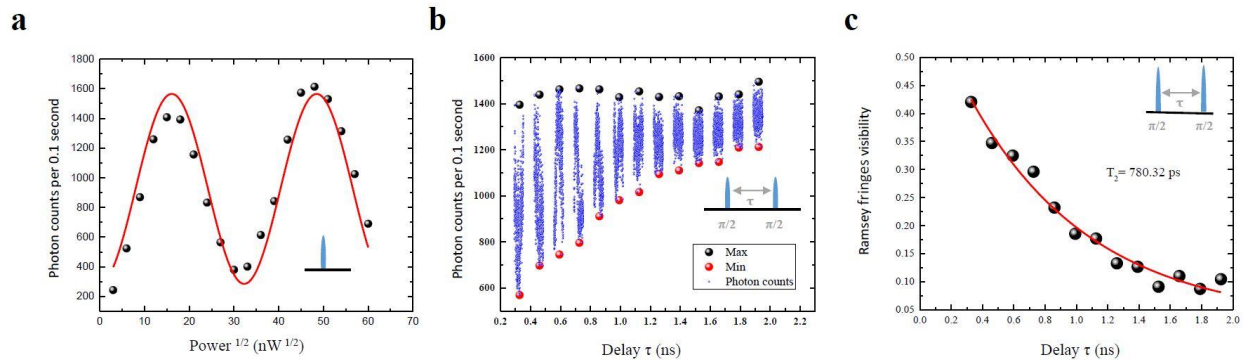 a
b
c
Photon counts per 0.1 second
1800
1600
1400
1200
1000
800
600
400
200
0
10
20
30
40
50
60
70
Power 1/2 (nW 1/2)
Photon counts per 0.1 second
1600
1400
1200
1000
800
600
τ
π/2
π/2
Max
Min
Photon counts
0.2
0.4
0.6
0.8
1.0
1.2
1.4
1.6
1.8
2.0
2.2
Delay τ (ns)
Ramsey fringes visibility
0.50
0.45
0.40
0.35
0.30
0.25
0.20
0.15
0.10
0.05
τ
π/2
π/2
T2= 780.32 ps
0.0
0.2
0.4
0.6
0.8
1.0
1.2
1.4
1.6
1.8
2.0
Delay τ (ns)